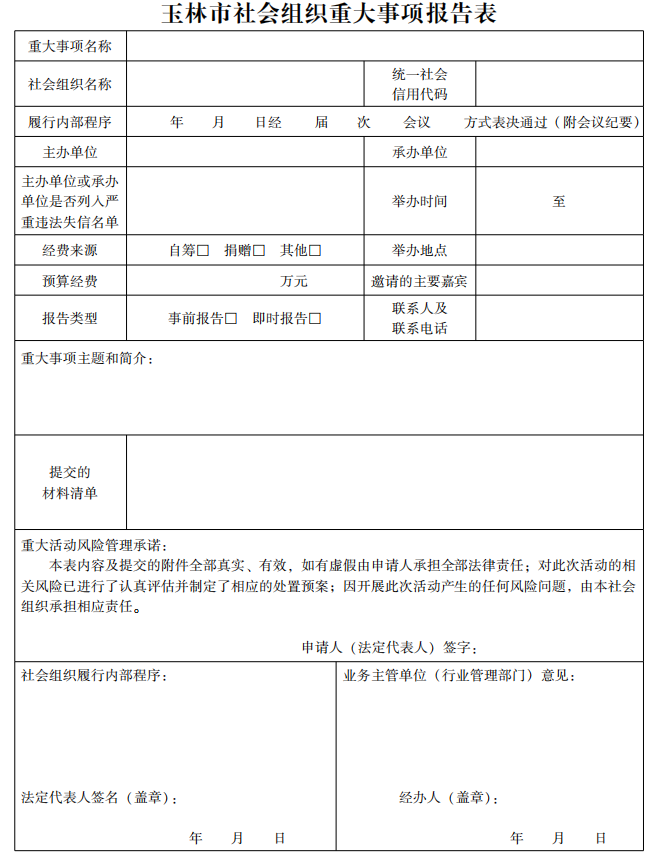 玉林市社会组织重大事项报告表
重大事项名称
社会组织名称
统一社会
信用代码
履行内部程序
年 月 日经 届 次 会议 方式表决通过（附会议纪要）
主办单位
承办单位
主办单位或承办
单位是否列入严
重违法失信名单
举办时间
至
经费来源
自筹□ 捐赠□ 其他□
举办地点
预算经费
万元
邀请的主要嘉宾
报告类型
事前报告□ 即时报告□
联系人及
联系电话
重大事项主题和简介：
提交的
材料清单
重大活动风险管理承诺：
本表内容及提交的附件全部真实、有效，如有虚假由申请人承担全部法律责任；对此次活动的相
关风险已进行了认真评估并制定了相应的处置预案；因开展此次活动产生的任何风险问题，由本社会
组织承担相应责任。
申请人（法定代表人）签字：
社会组织履行内部程序：
法定代表人签名（盖章）：
年 月 日
业务主管单位（行业管理部门）意见：
经办人（盖章）：
年 月 日